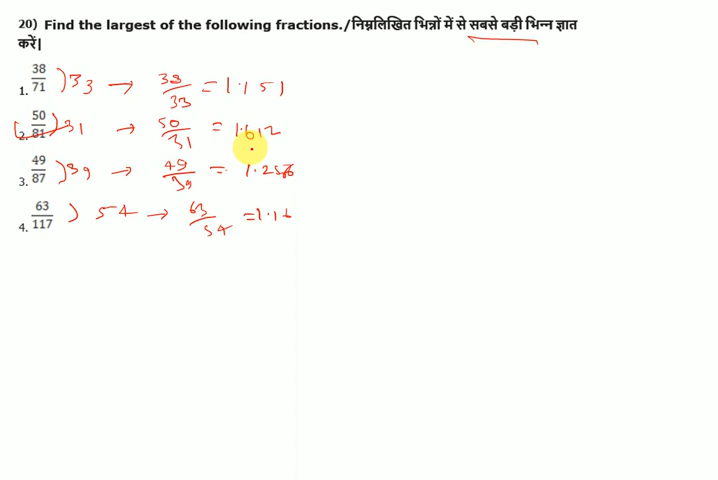 20) Find the largest of the following fractions./निम्नलिखित भिन्नों में से सबसे बड़ी भिन्न ज्ञात
करें|
1. 38/71 ) 33 → 38/33 = 1.151
2. 50/81 ) 31 → 50/31 = 1.612
3. 49/87 ) 39 → 49/39 = 1.256
4. 63/117 ) 54 → 63/54 = 1.16